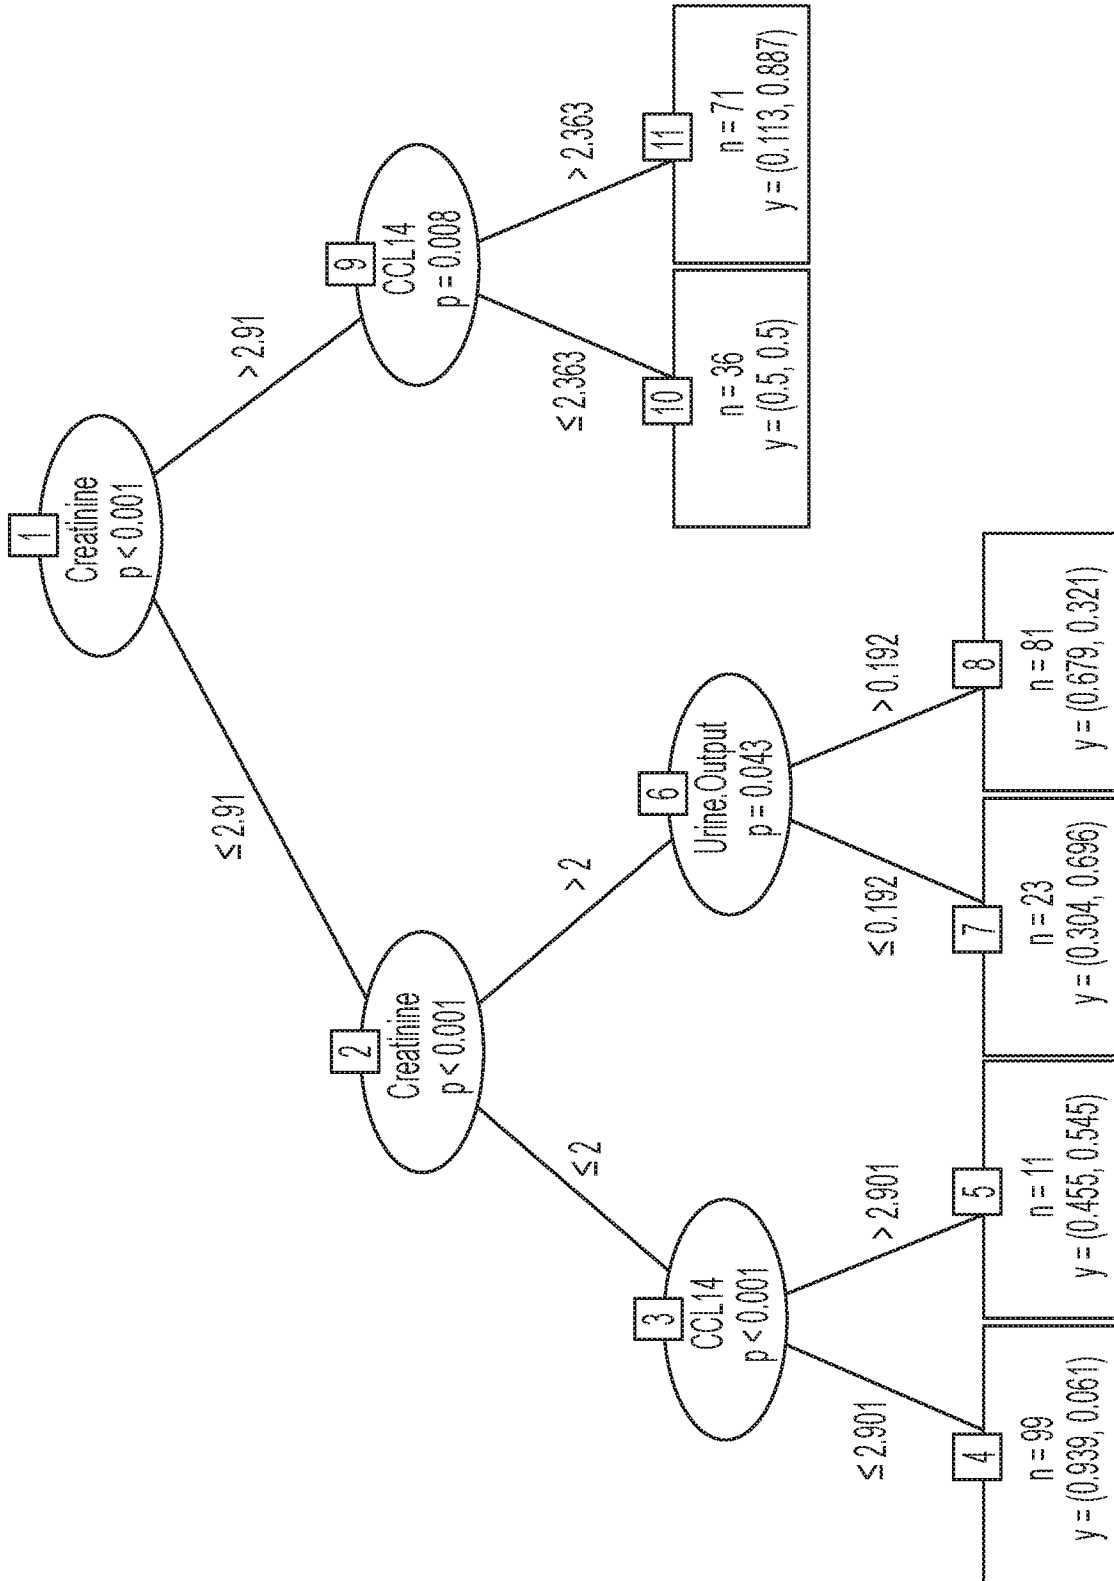 1
Creatinine
p < 0.001
≤ 2.91
> 2.91
2
Creatinine
p < 0.001
≤ 2
> 2
3
CCL14
p < 0.001
≤ 2.901
> 2.901
4
n = 99
y = (0.939, 0.061)
5
n = 11
y = (0.455, 0.545)
6
Urine.Output
p = 0.043
≤ 0.192
> 0.192
7
n = 23
y = (0.304, 0.696)
8
n = 81
y = (0.679, 0.321)
9
CCL14
p = 0.008
≤ 2.363
> 2.363
10
n = 36
y = (0.5, 0.5)
11
n = 71
y = (0.113, 0.887)